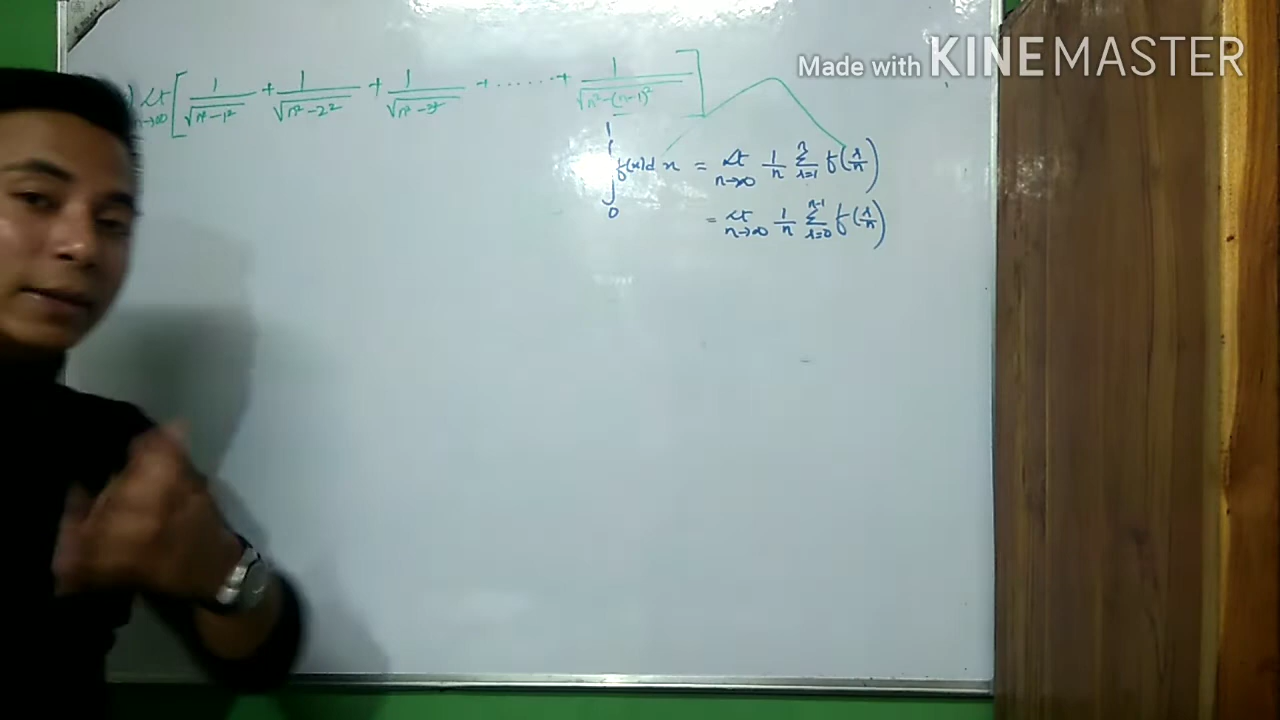 Made with KINEMASTER
) Lt n→∞ [ 1/√(n²-1²) + 1/√(n²-2²) + 1/√(n²-3²) + ...... + 1/√(n²-(n-1)²) ]
∫₀¹ f(x)dx = Lt n→∞ 1/n Σ r=1 n f(r/n)
= Lt n→∞ 1/n Σ r=0 n-1 f(r/n)